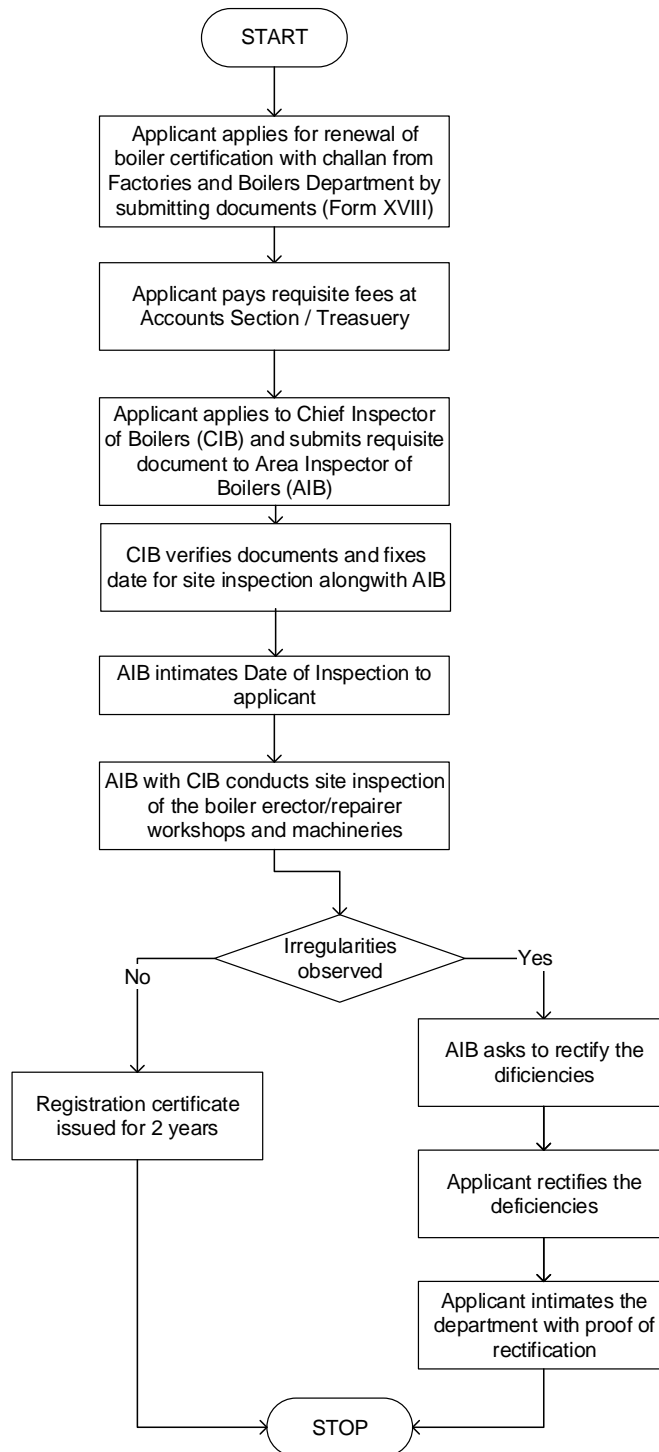 START
Applicant applies for renewal of
boiler certification with challan from
Factories and Boilers Department by
submitting documents (Form XVIII)
Applicant pays requisite fees at
Accounts Section / Treasuery
Applicant applies to Chief Inspector
of Boilers (CIB) and submits requisite
document to Area Inspector of
Boilers (AIB)
CIB verifies documents and fixes
date for site inspection alongwith AIB
AIB intimates Date of Inspection to
applicant
AIB with CIB conducts site inspection
of the boiler erector/repairer
workshops and machineries
Irregularities
observed
No
Yes
Registration certificate
issued for 2 years
AIB asks to rectify the
dificiencies
Applicant rectifies the
deficiencies
Applicant intimates the
department with proof of
rectification
STOP